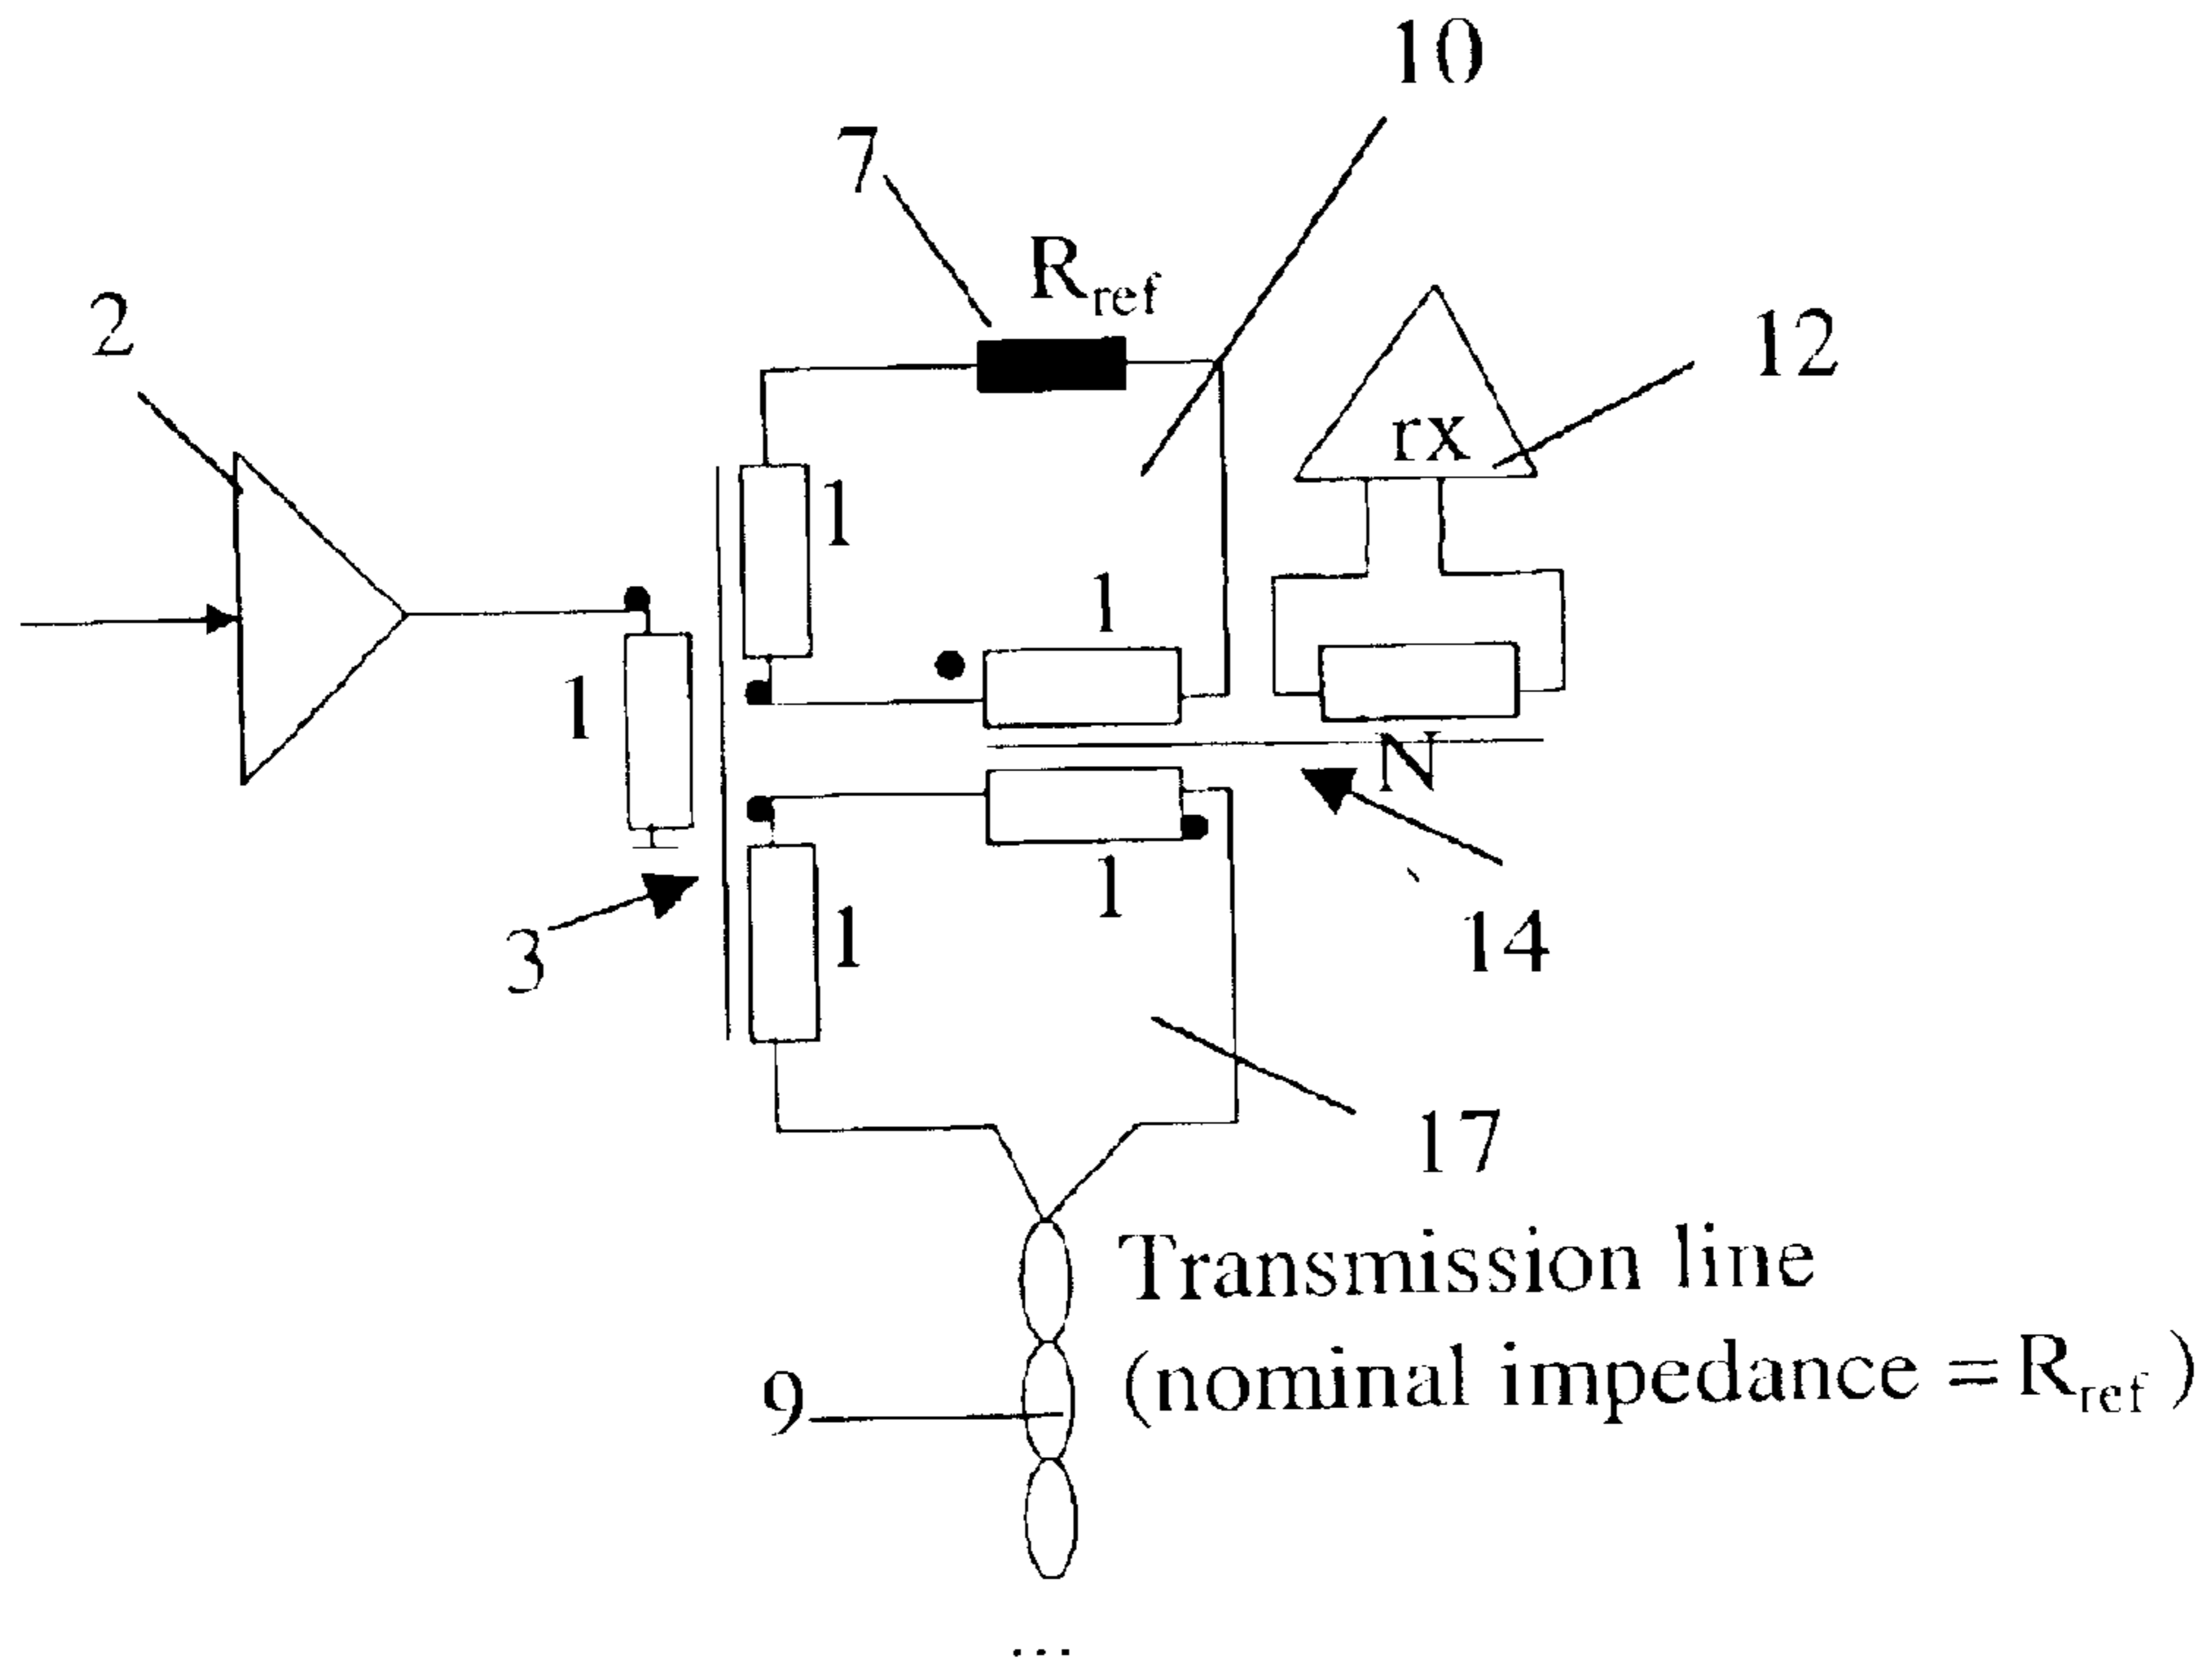 10
7
R_ref
2
12
rx
1
1
1
N
1
1
3
14
17
Transmission line
(nominal impedance = R_ref )
9
...